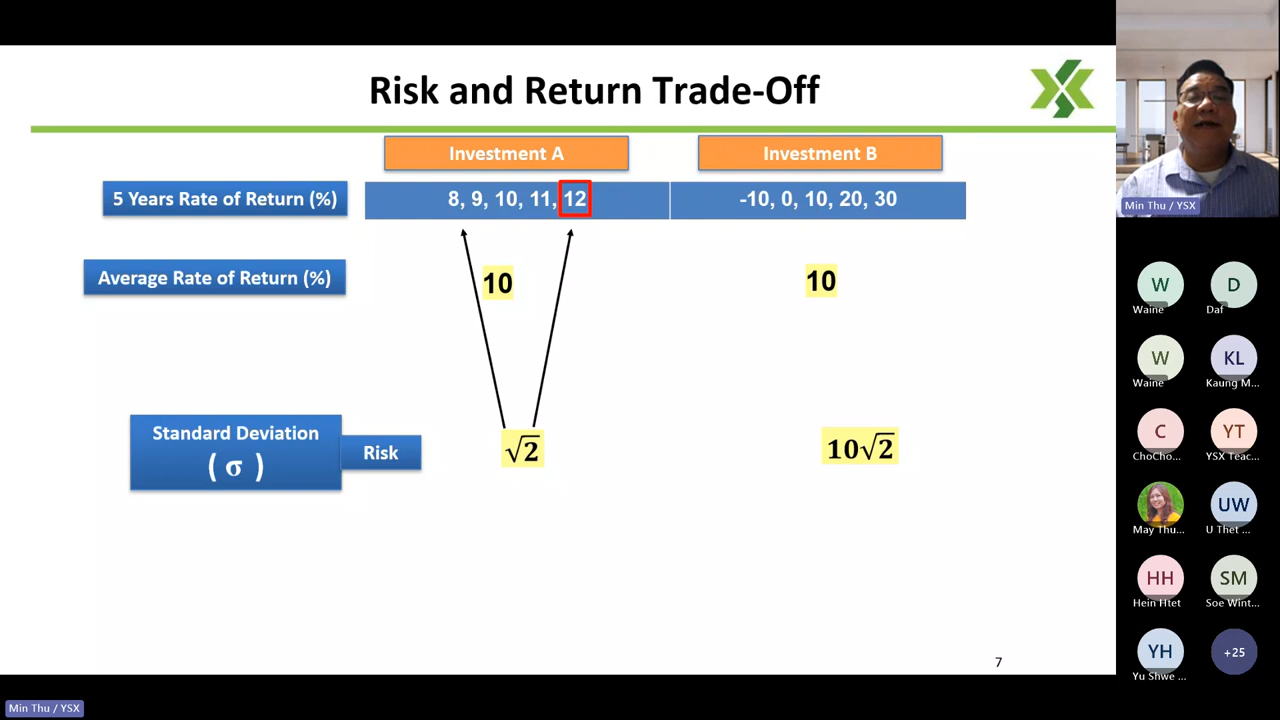 Risk and Return Trade-Off
Investment A
Investment B
5 Years Rate of Return (%)
8, 9, 10, 11, 12
-10, 0, 10, 20, 30
Average Rate of Return (%)
10
10
Standard Deviation
( σ )
Risk
√2
10√2
7
Min Thu / YSX
W
Waine
D
Daf
W
Waine
KL
Kaung M...
C
ChoCho...
YT
YSX Teac...
May Thu...
UW
U Thet ...
HH
Hein Htet
SM
Soe Wint...
YH
Yu Shwe ...
+25
Min Thu / YSX